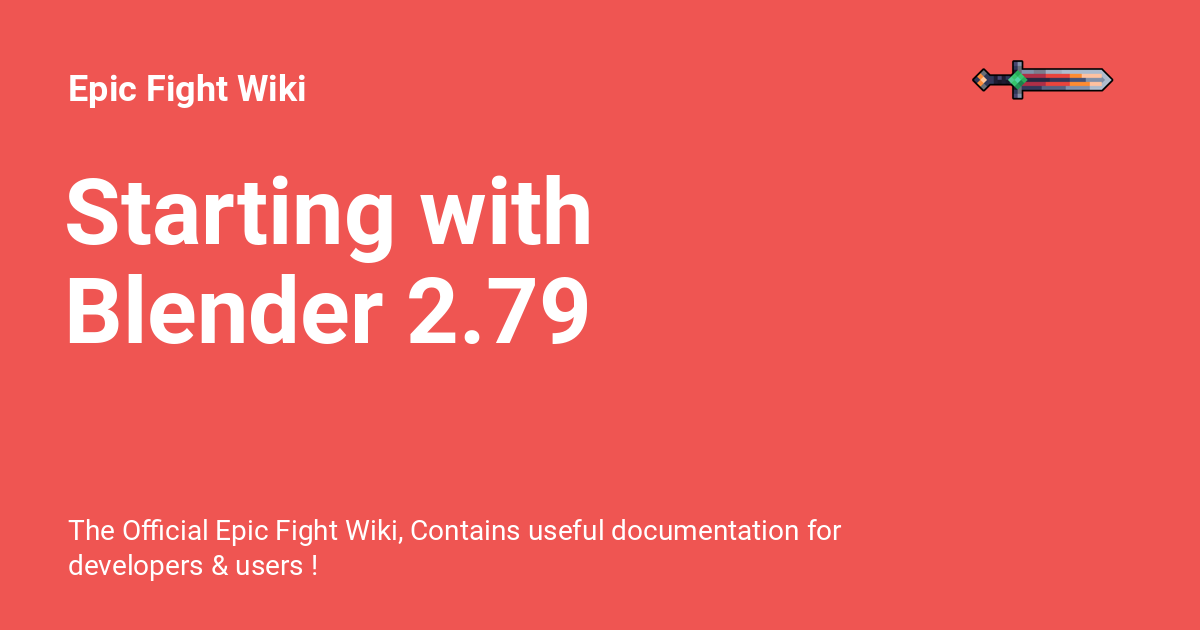 Epic Fight Wiki
Starting with
Blender 2.79
The Official Epic Fight Wiki, Contains useful documentation for
developers & users !